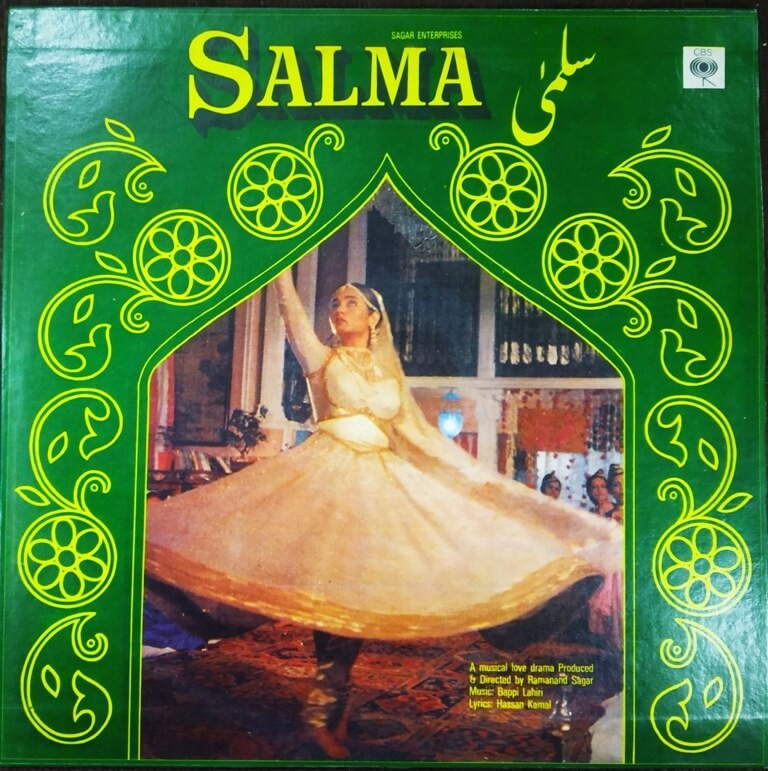 SAGAR ENTERPRISES
SALMA
سلمیٰ
CBS
A musical love drama Produced
& Directed by Ramanand Sagar
Music: Bappi Lahiri
Lyrics: Hassan Kamal